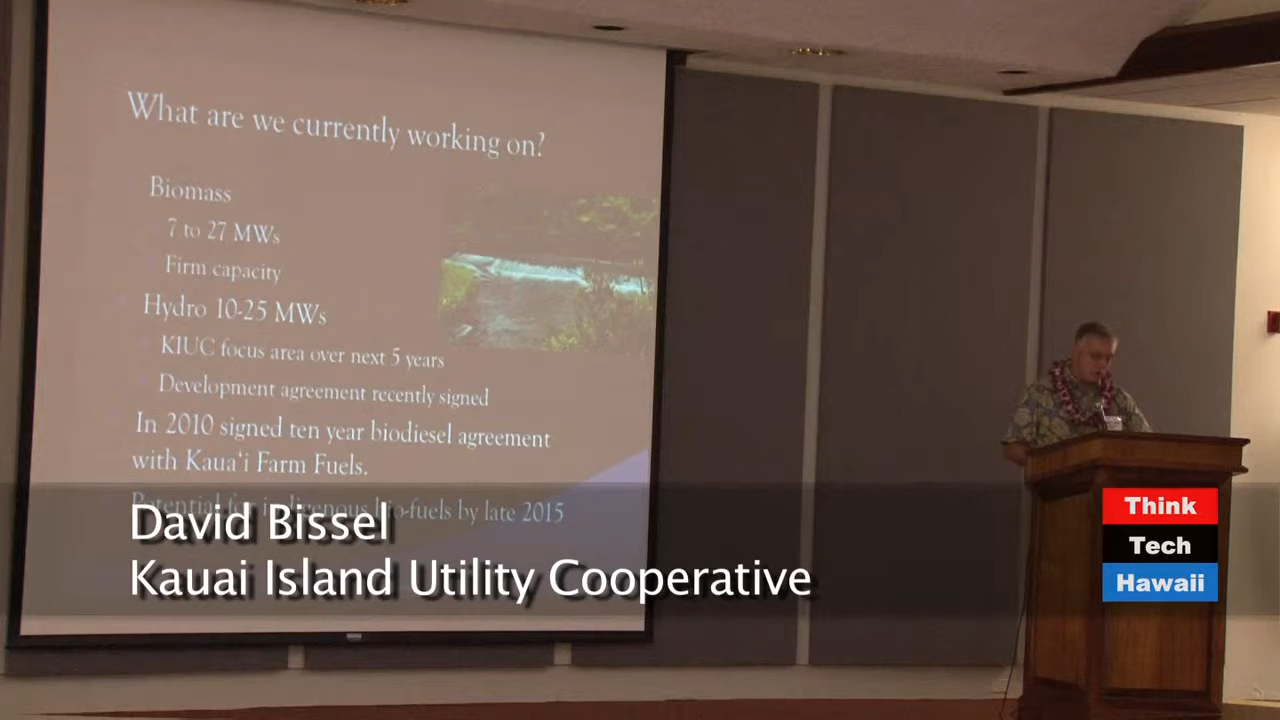 What are we currently working on?
Biomass
7 to 27 MWs
Firm capacity
Hydro 10-25 MWs
KIUC focus area over next 5 years
Development agreement recently signed
In 2010 signed ten year biodiesel agreement
with Kaua‘i Farm Fuels.
Potential for indigenous bio-fuels by late 2015
David Bissel
Kauai Island Utility Cooperative
Think
Tech
Hawaii